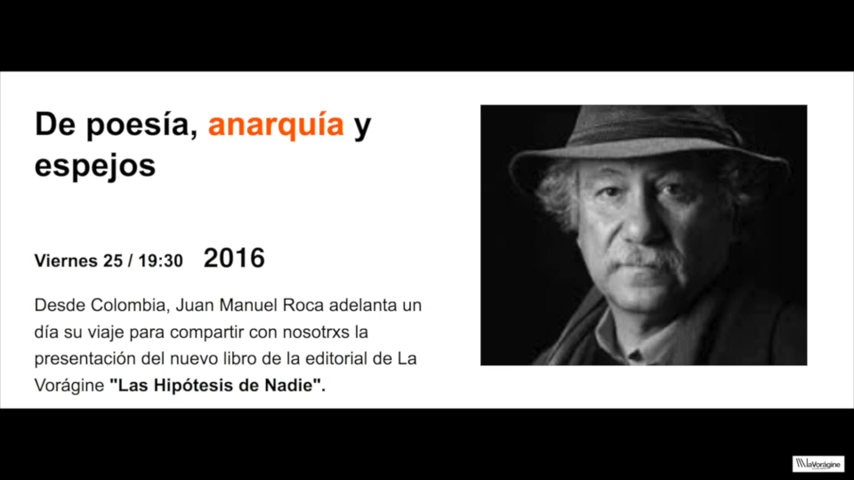 De poesía, anarquía y
espejos
Viernes 25 / 19:30 2016
Desde Colombia, Juan Manuel Roca adelanta un
día su viaje para compartir con nosotrxs la
presentación del nuevo libro de la editorial de La
Vorágine "Las Hipótesis de Nadie".
laVorágine